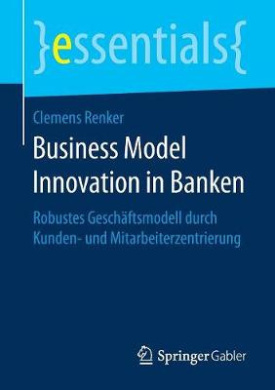 }essentials{
Clemens Renker
Business Model
Innovation in Banken
Robustes Geschäftsmodell durch
Kunden- und Mitarbeiterzentrierung
Springer Gabler